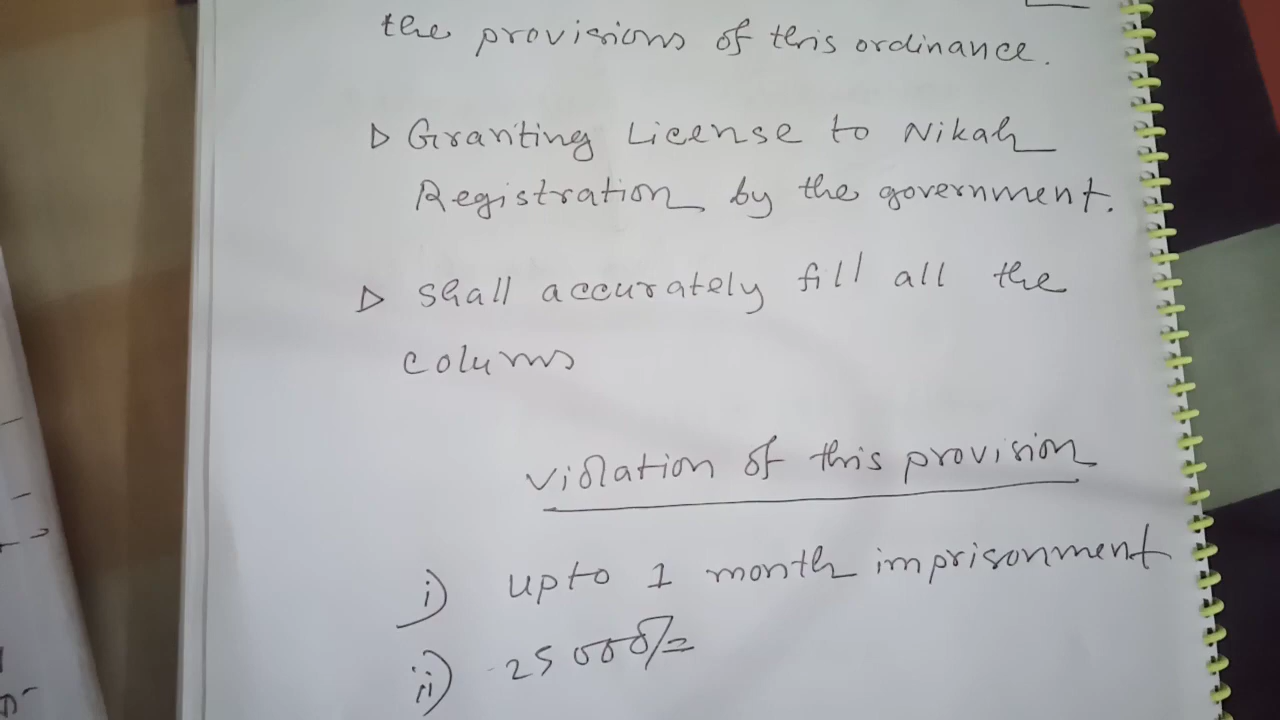 the provisions of this ordinance.
▷ Granting License to Nikah
Registration by the government.
▷ Shall accurately fill all the
colums
violation of this provision
i) upto 1 month imprisonment
ii) 25000/=